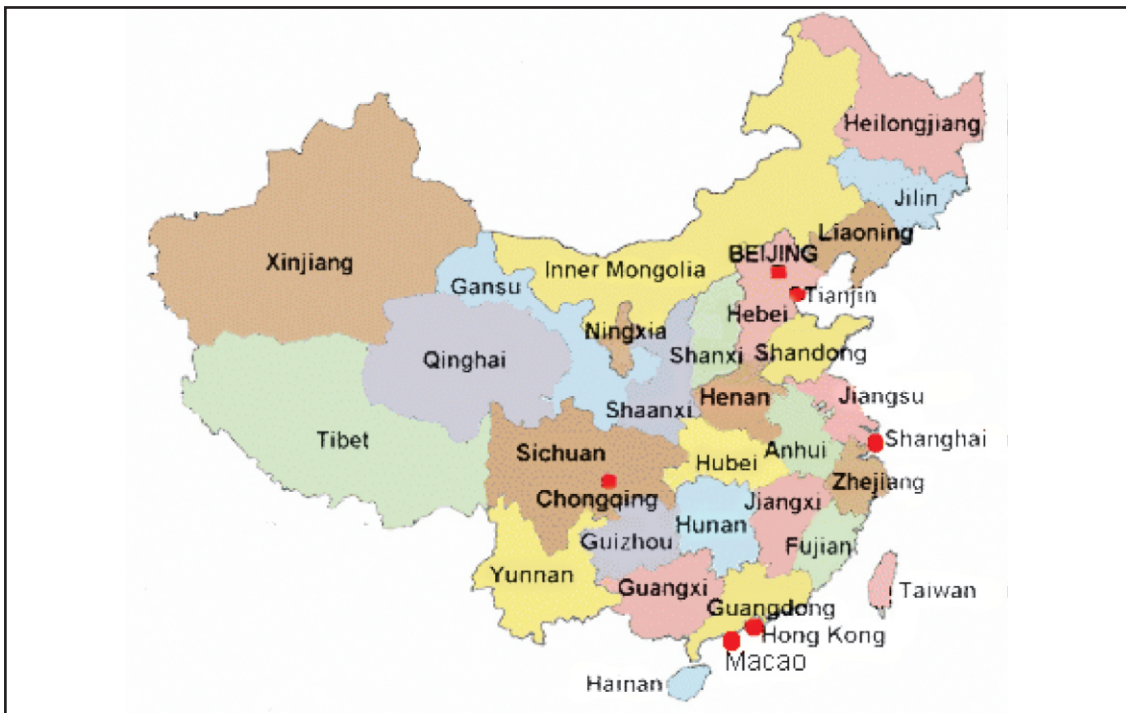 Heilongjiang
Jilin
Liaoning
BEIJING
Xinjiang
Inner Mongolia
Gansu
Tianjin
Hebei
Ningxia
Shanxi
Shandong
Qinghai
Henan
Jiangsu
Shaanxi
Tibet
Shanghai
Sichuan
Anhui
Hubei
Zhejiang
Chongqing
Jiangxi
Hunan
Guizhou
Fujian
Yunnan
Guangxi
Taiwan
Guangdong
Hong Kong
Macao
Hainan